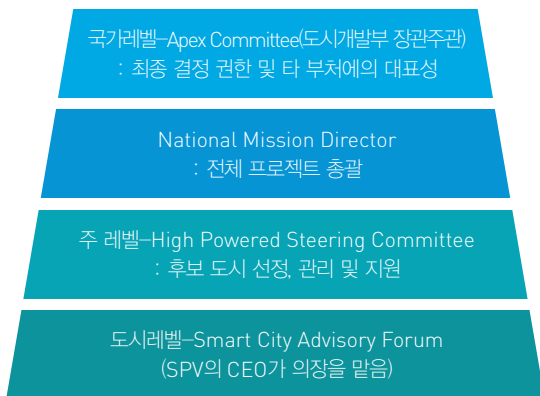 국가레벨–Apex Committee(도시개발부 장관주관)
: 최종 결정 권한 및 타 부처에의 대표성
National Mission Director
: 전체 프로젝트 총괄
주 레벨–High Powered Steering Committee
: 후보 도시 선정, 관리 및 지원
도시레벨–Smart City Advisory Forum
(SPV의 CEO가 의장을 맡음)